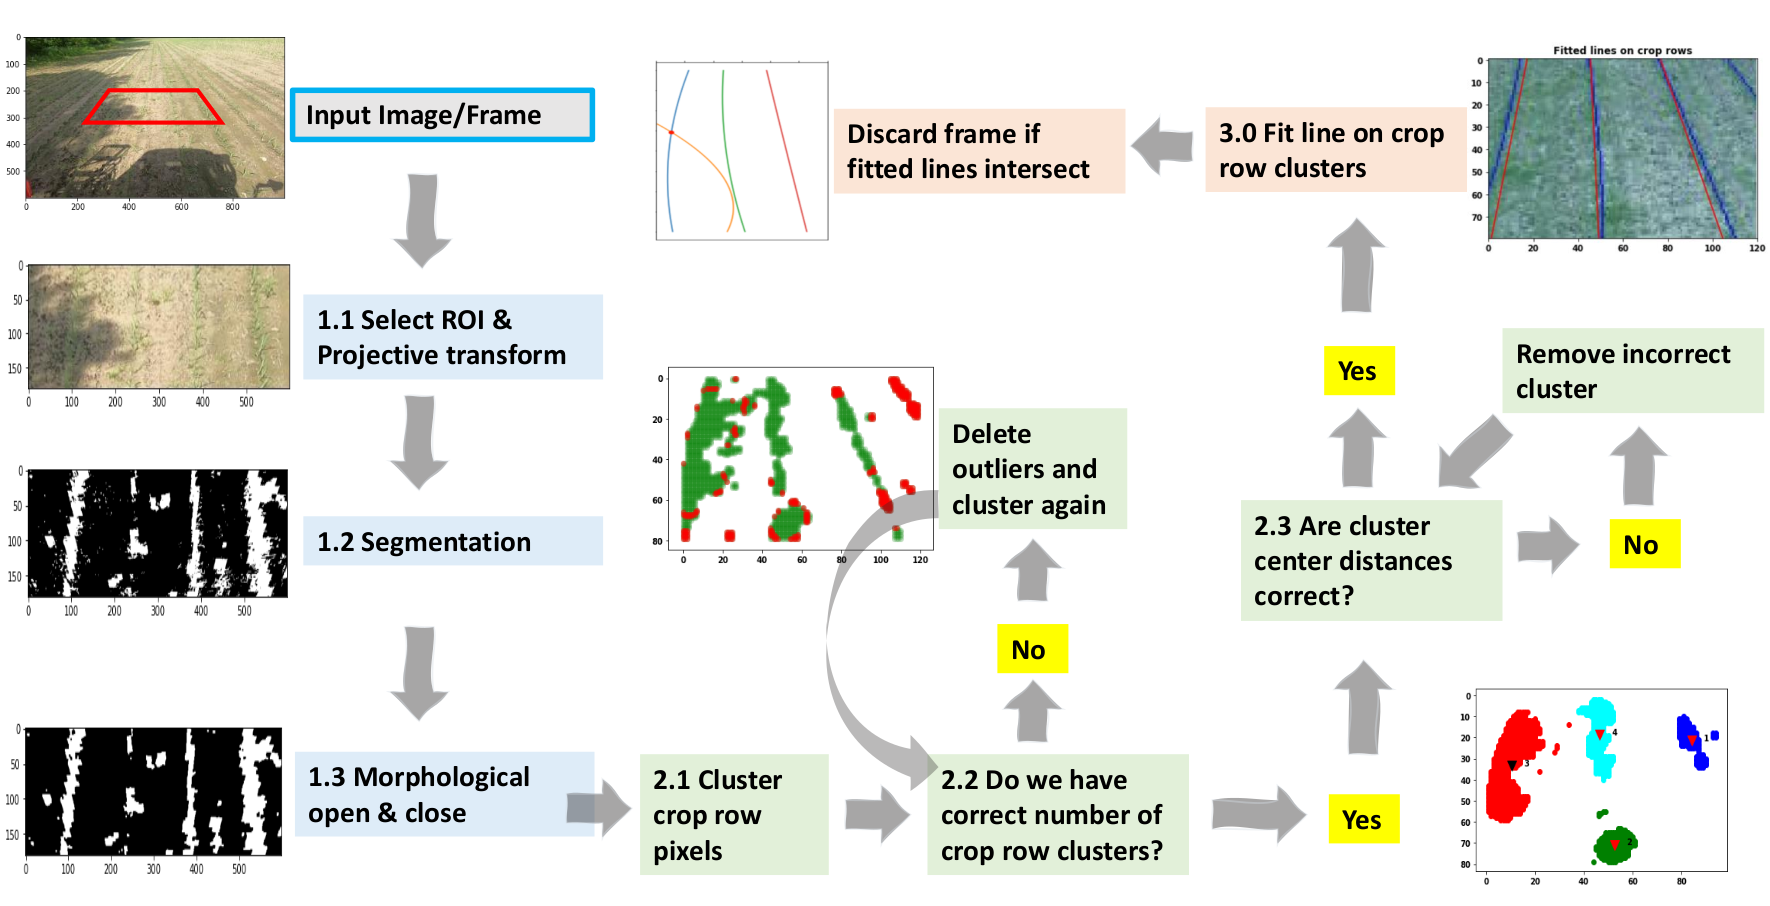 Input Image/Frame
0
100
200
300
400
500
0 200 400 600 800
1.1 Select ROI &
Projective transform
0
50
100
150
0 100 200 300 400 500
1.2 Segmentation
0
50
100
150
0 100 200 300 400 500
1.3 Morphological
open & close
0
50
100
150
0 100 200 300 400 500
2.1 Cluster
crop row
pixels
2.2 Do we have
correct number of
crop row clusters?
No
Delete
outliers and
cluster again
0
20
40
60
80
0 20 40 60 80 100 120
Yes
2.3 Are cluster
center distances
correct?
0
10
20
30
40
50
60
70
80
0 20 40 60 80
3
4
1
2
No
Remove incorrect
cluster
Yes
3.0 Fit line on crop
row clusters
Fitted lines on crop rows
0
10
20
30
40
50
60
70
0 20 40 60 80 100 120
Discard frame if
fitted lines intersect